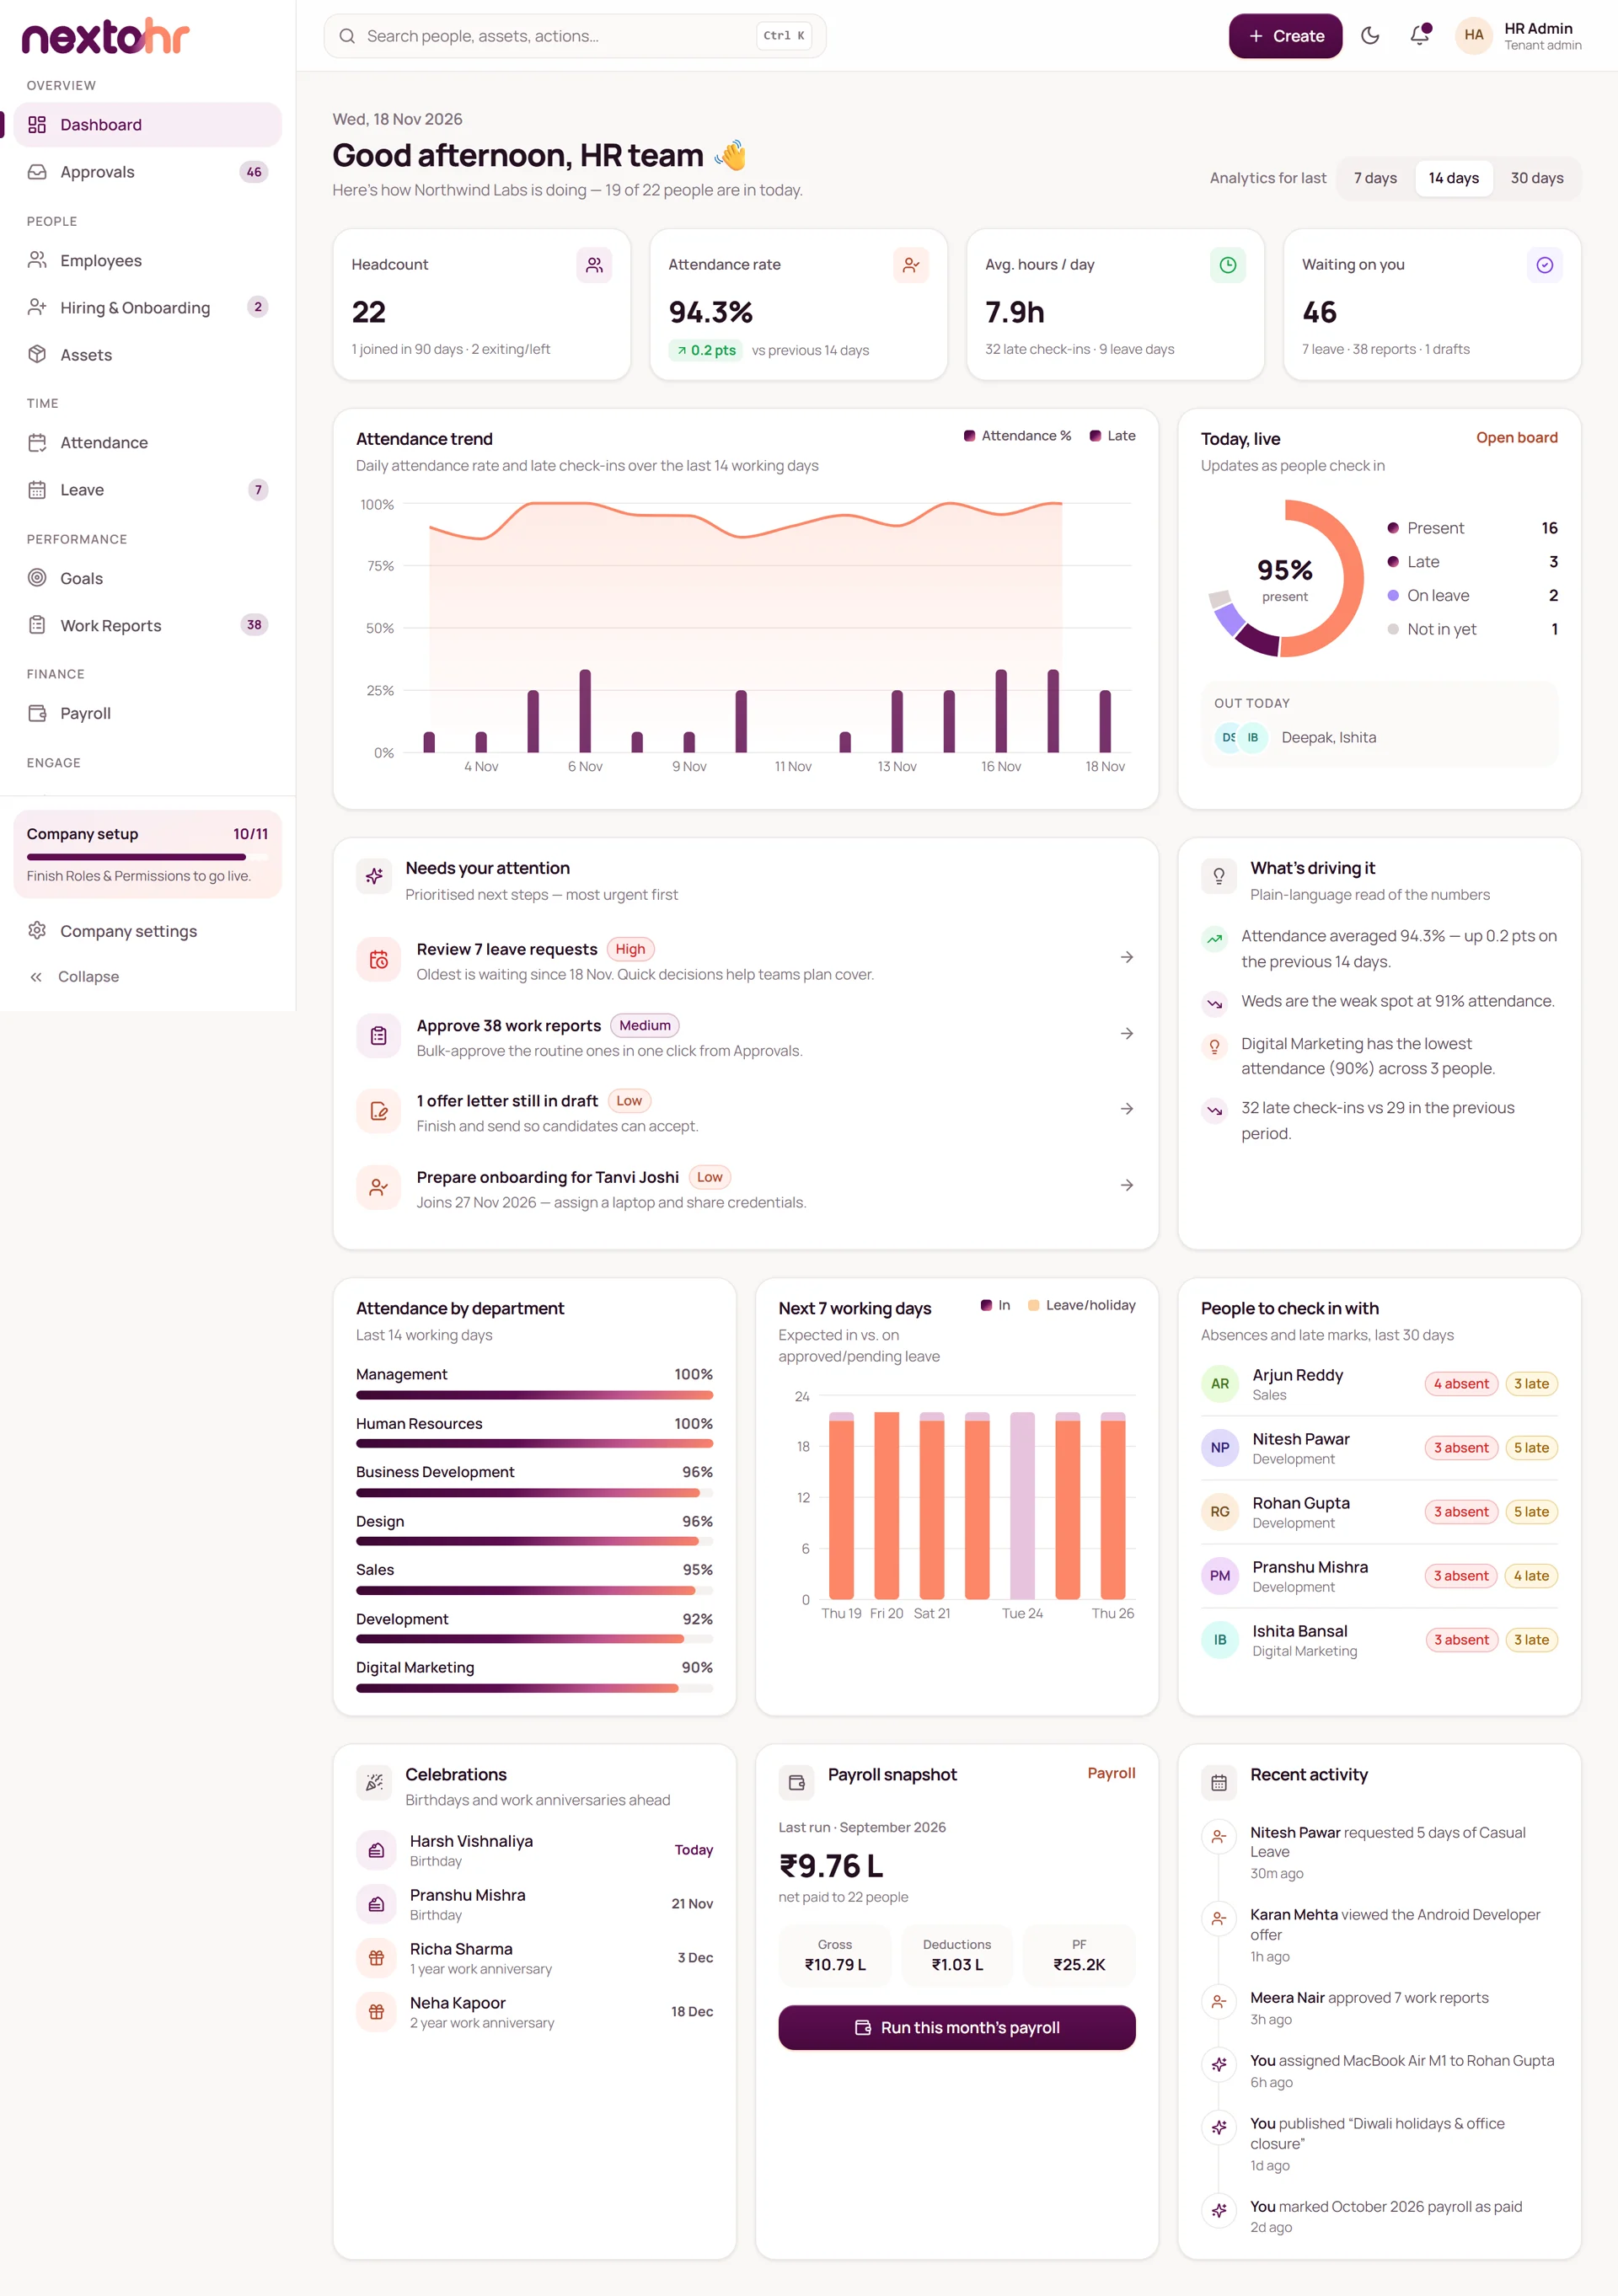 nextohr
OVERVIEW
Dashboard
Approvals 46
PEOPLE
Employees
Hiring & Onboarding 2
Assets
TIME
Attendance
Leave 7
PERFORMANCE
Goals
Work Reports 38
FINANCE
Payroll
ENGAGE
Company setup 10/11
Finish Roles & Permissions to go live.
Company settings
Collapse
Search people, assets, actions... Ctrl K
Create
HA
HR Admin
Tenant admin
Wed, 18 Nov 2026
Good afternoon, HR team 👋
Here's how Northwind Labs is doing — 19 of 22 people are in today.
Analytics for last 7 days 14 days 30 days
Headcount
22
1 joined in 90 days · 2 exiting/left
Attendance rate
94.3%
0.2 pts vs previous 14 days
Avg. hours / day
7.9h
32 late check-ins · 9 leave days
Waiting on you
46
7 leave · 38 reports · 1 drafts
Attendance trend
Attendance % Late
Daily attendance rate and late check-ins over the last 14 working days
100%
75%
50%
25%
0%
4 Nov 6 Nov 9 Nov 11 Nov 13 Nov 16 Nov 18 Nov
Today, live
Open board
Updates as people check in
95%
present
Present 16
Late 3
On leave 2
Not in yet 1
OUT TODAY
DS IB Deepak, Ishita
Needs your attention
Prioritised next steps — most urgent first
Review 7 leave requests High
Oldest is waiting since 18 Nov. Quick decisions help teams plan cover.
Approve 38 work reports Medium
Bulk-approve the routine ones in one click from Approvals.
1 offer letter still in draft Low
Finish and send so candidates can accept.
Prepare onboarding for Tanvi Joshi Low
Joins 27 Nov 2026 — assign a laptop and share credentials.
What's driving it
Plain-language read of the numbers
Attendance averaged 94.3% — up 0.2 pts on
the previous 14 days.
Weds are the weak spot at 91% attendance.
Digital Marketing has the lowest
attendance (90%) across 3 people.
32 late check-ins vs 29 in the previous
period.
Attendance by department
Last 14 working days
Management 100%
Human Resources 100%
Business Development 96%
Design 96%
Sales 95%
Development 92%
Digital Marketing 90%
Next 7 working days
In Leave/holiday
Expected in vs. on
approved/pending leave
24
18
12
6
0
Thu 19 Fri 20 Sat 21 Tue 24 Thu 26
People to check in with
Absences and late marks, last 30 days
AR Arjun Reddy 4 absent 3 late
Sales
NP Nitesh Pawar 3 absent 5 late
Development
RG Rohan Gupta 3 absent 5 late
Development
PM Pranshu Mishra 3 absent 4 late
Development
IB Ishita Bansal 3 absent 3 late
Digital Marketing
Celebrations
Birthdays and work anniversaries ahead
Harsh Vishnaliya Today
Birthday
Pranshu Mishra 21 Nov
Birthday
Richa Sharma 3 Dec
1 year work anniversary
Neha Kapoor 18 Dec
2 year work anniversary
Payroll snapshot
Payroll
Last run · September 2026
₹9.76 L
net paid to 22 people
Gross
₹10.79 L
Deductions
₹1.03 L
PF
₹25.2K
Run this month's payroll
Recent activity
Nitesh Pawar requested 5 days of Casual
Leave
30m ago
Karan Mehta viewed the Android Developer
offer
1h ago
Meera Nair approved 7 work reports
3h ago
You assigned MacBook Air M1 to Rohan Gupta
6h ago
You published “Diwali holidays & office
closure”
1d ago
You marked October 2026 payroll as paid
2d ago